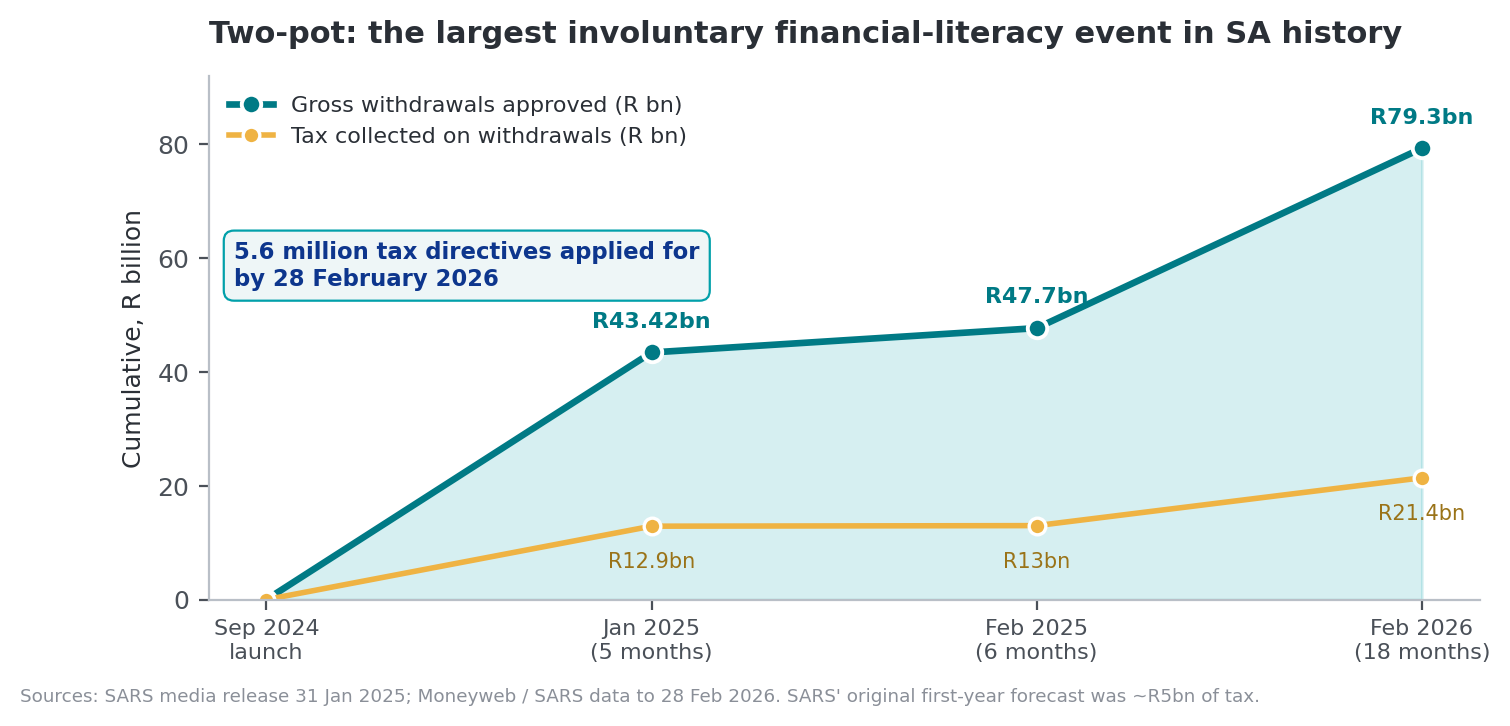 Two-pot: the largest involuntary financial-literacy event in SA history
Gross withdrawals approved (R bn)
Tax collected on withdrawals (R bn)
R79.3bn
80
5.6 million tax directives applied for
by 28 February 2026
60
R47.7bn
R43.42bn
Cumulative, R billion
40
20
R21.4bn
R12.9bn
R13bn
0
Sep 2024
launch
Jan 2025
(5 months)
Feb 2025
(6 months)
Feb 2026
(18 months)
Sources: SARS media release 31 Jan 2025; Moneyweb / SARS data to 28 Feb 2026. SARS' original first-year forecast was ~R5bn of tax.